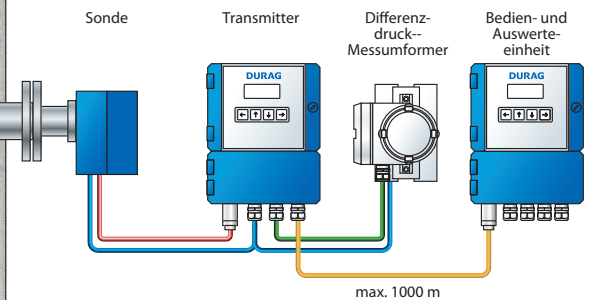 Sonde
Transmitter
Differenz-
druck--
Messumformer
Bedien- und
Auswerte-
einheit
DURAG
DURAG
max. 1000 m